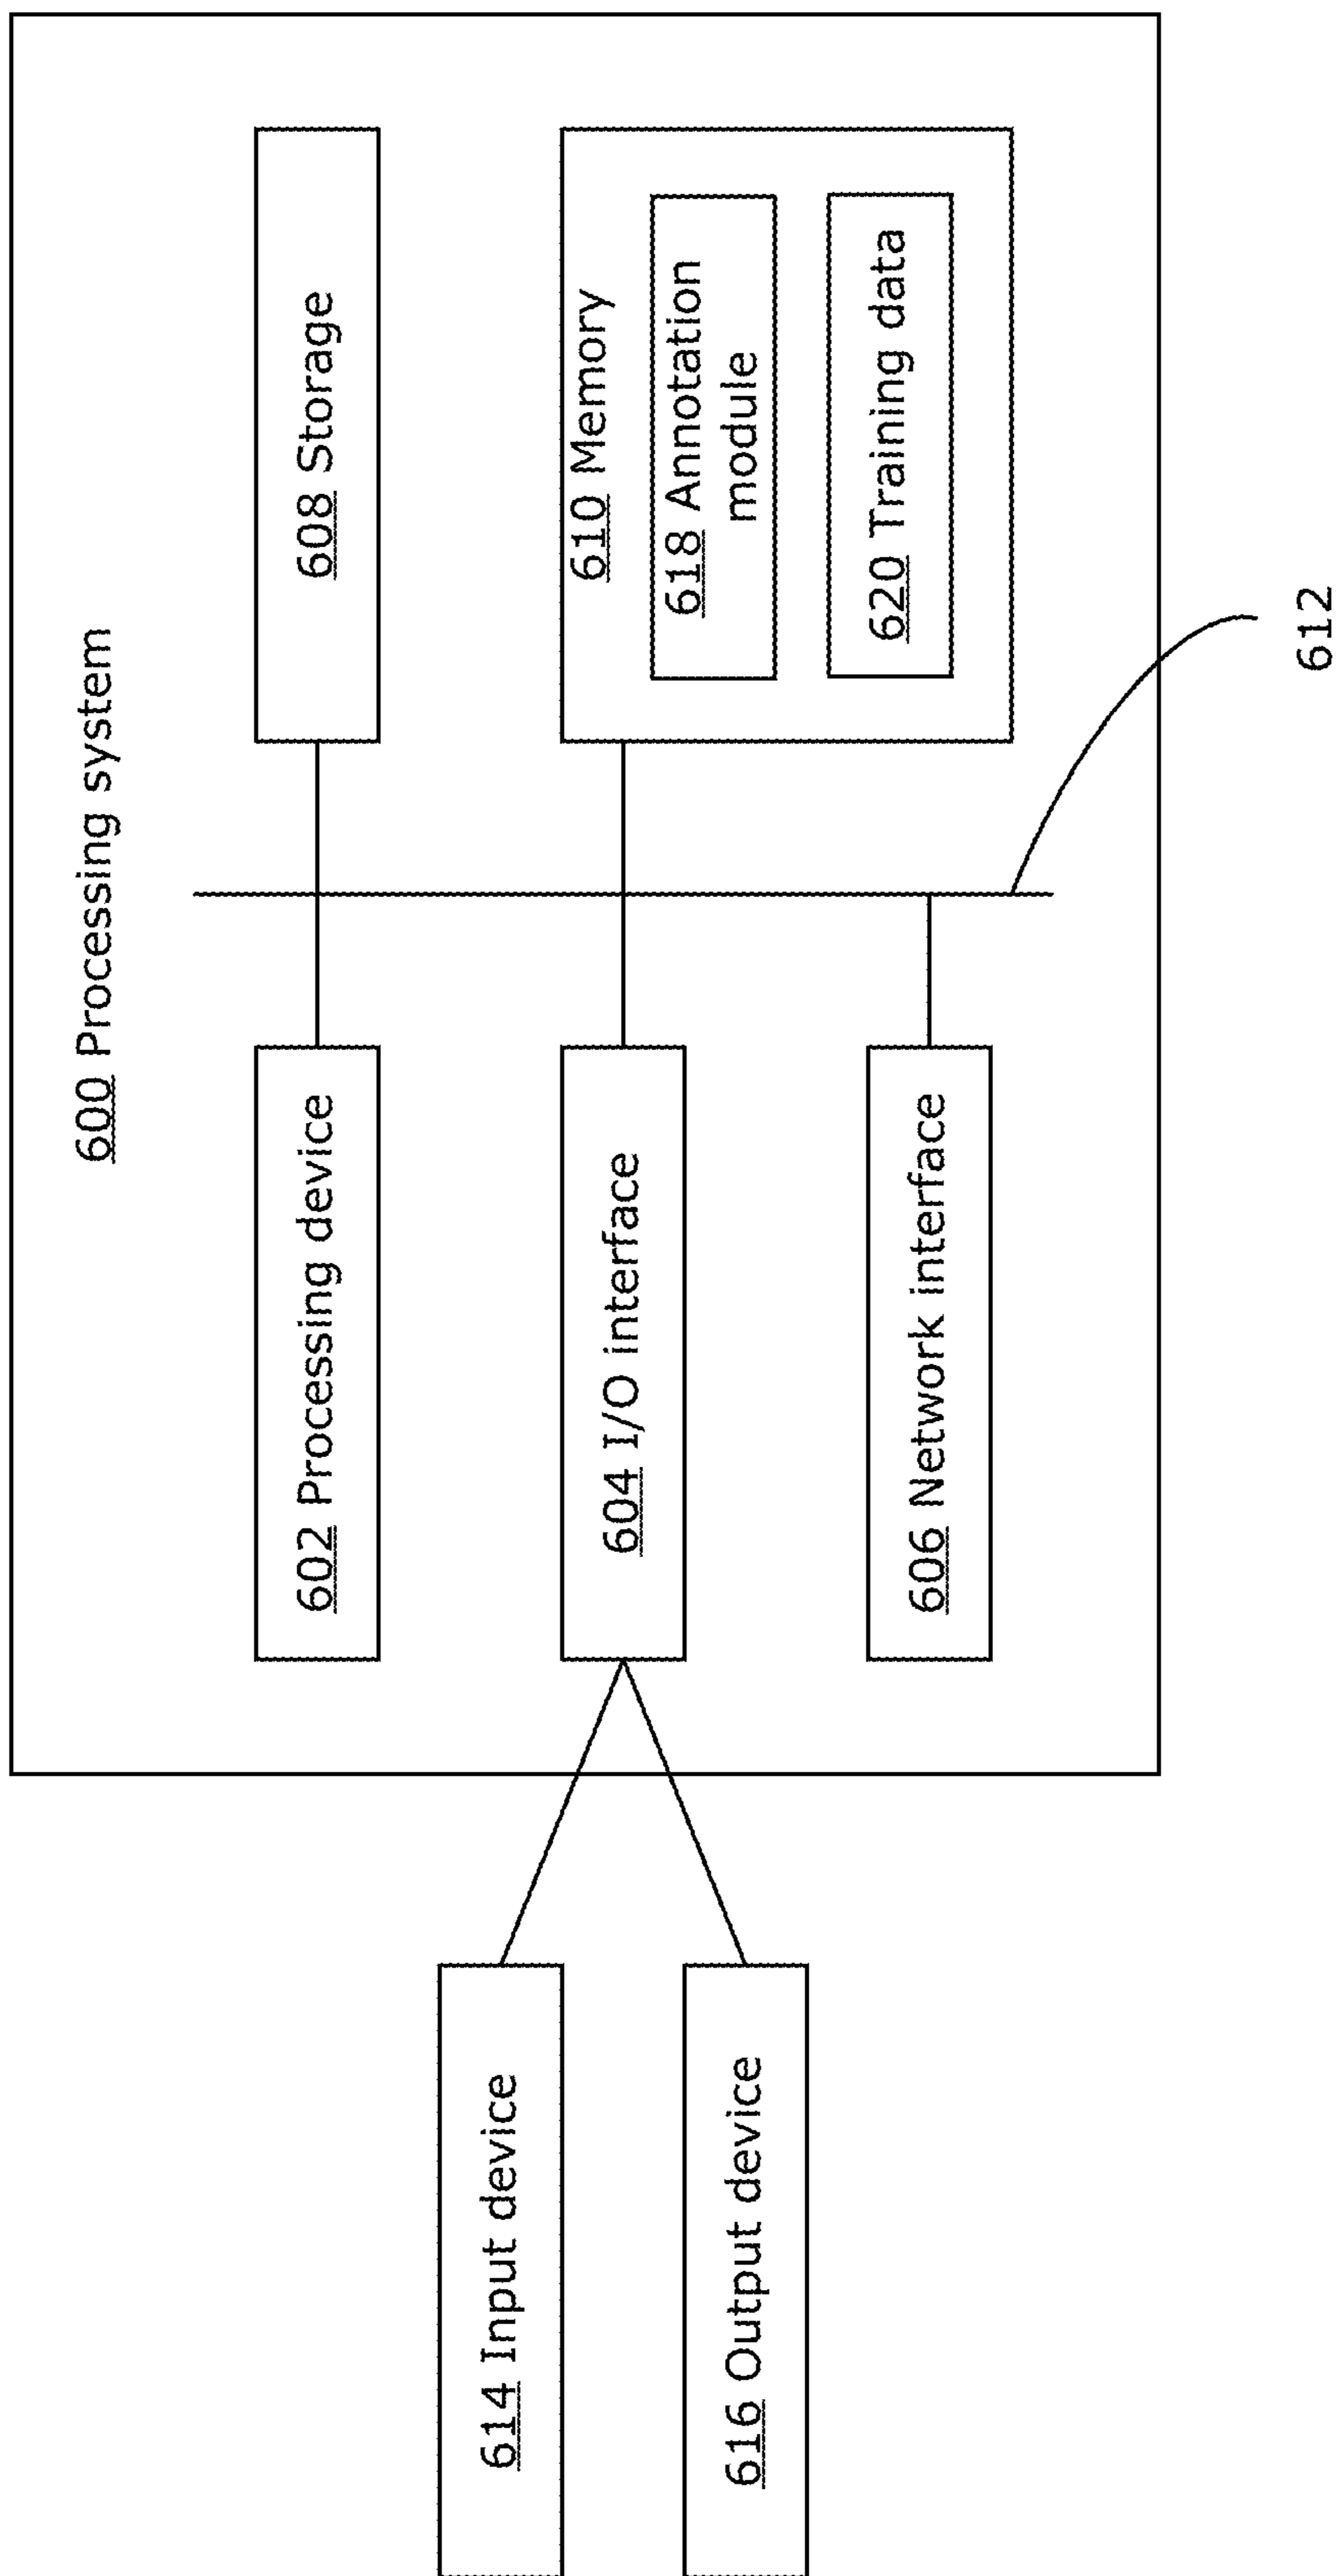 600 Processing system
602 Processing device
608 Storage
614 Input device
604 I/O interface
610 Memory
618 Annotation
module
616 Output device
606 Network interface
620 Training data
612